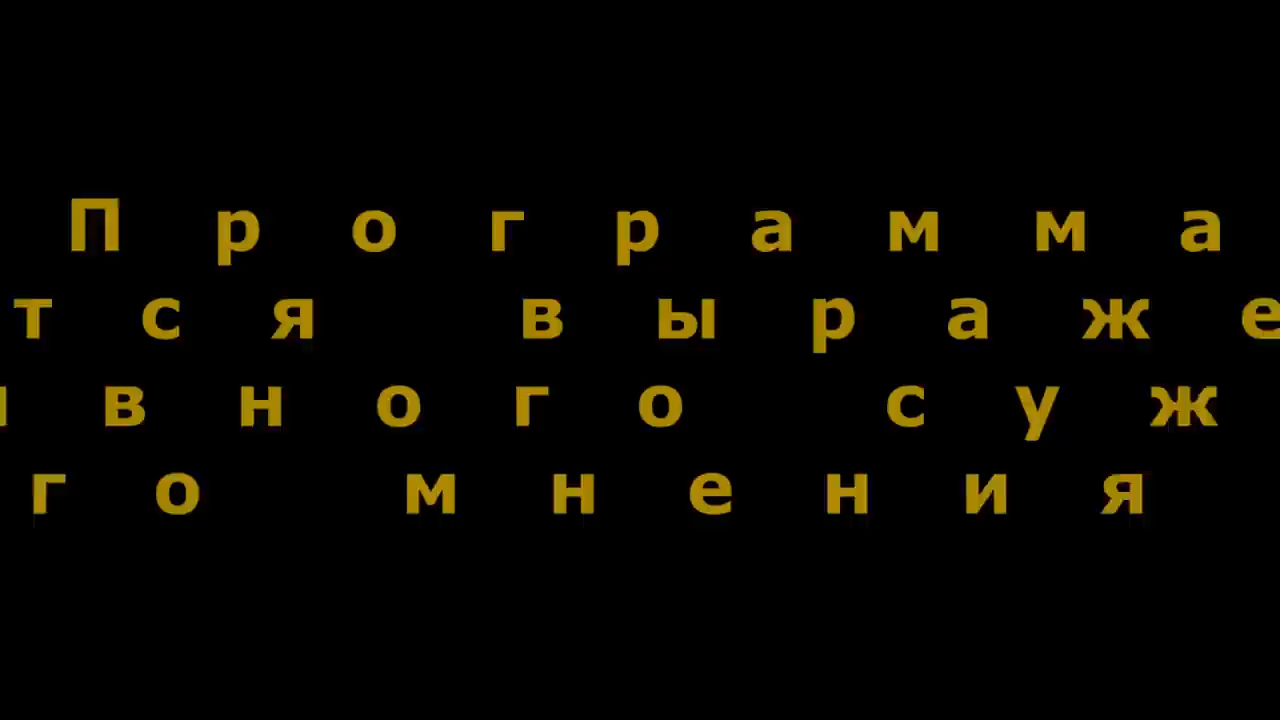 Программа
тся выраже
вного суж
го мнения